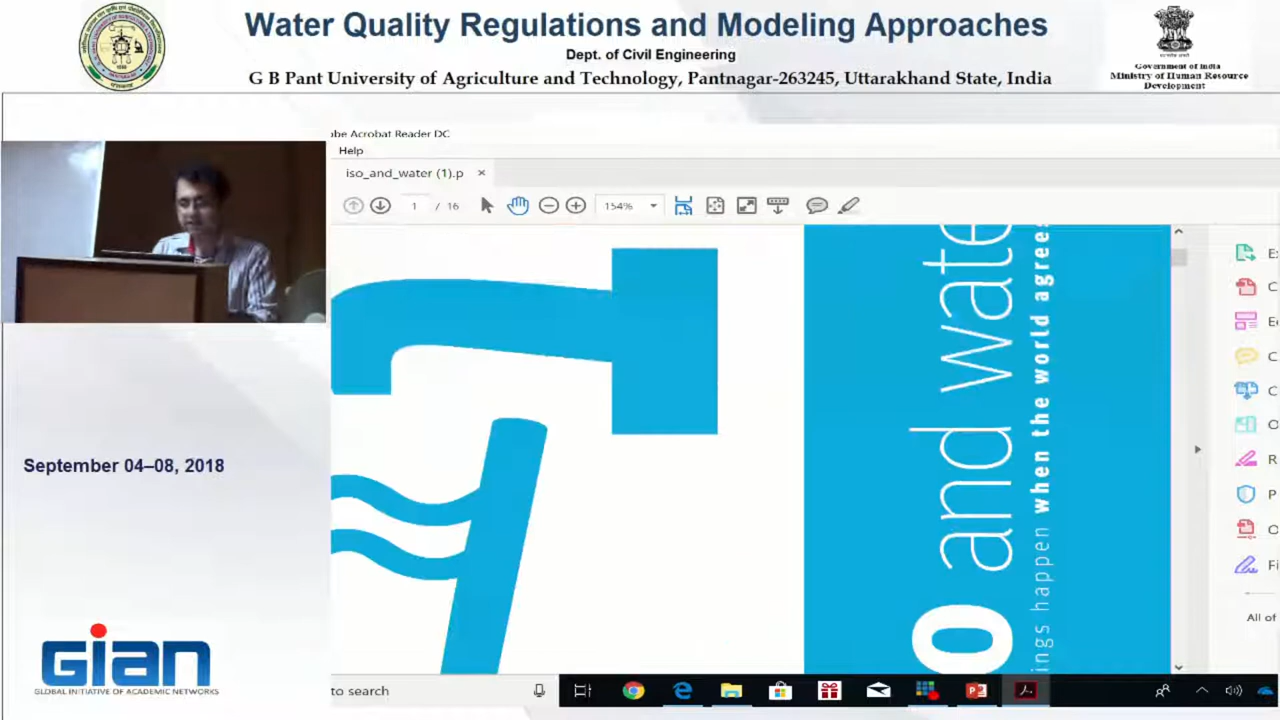 Water Quality Regulations and Modeling Approaches
Dept. of Civil Engineering
G B Pant University of Agriculture and Technology, Pantnagar-263245, Uttarakhand State, India
Government of India
Ministry of Human Resource
Development
obe Acrobat Reader DC
Help
iso_and_water (1).p
1 / 16
154%
o and wate
ings happen when the world agrees
E
C
E
C
C
O
R
P
C
Fi
All of
September 04–08, 2018
GIAN
GLOBAL INITIATIVE OF ACADEMIC NETWORKS
to search